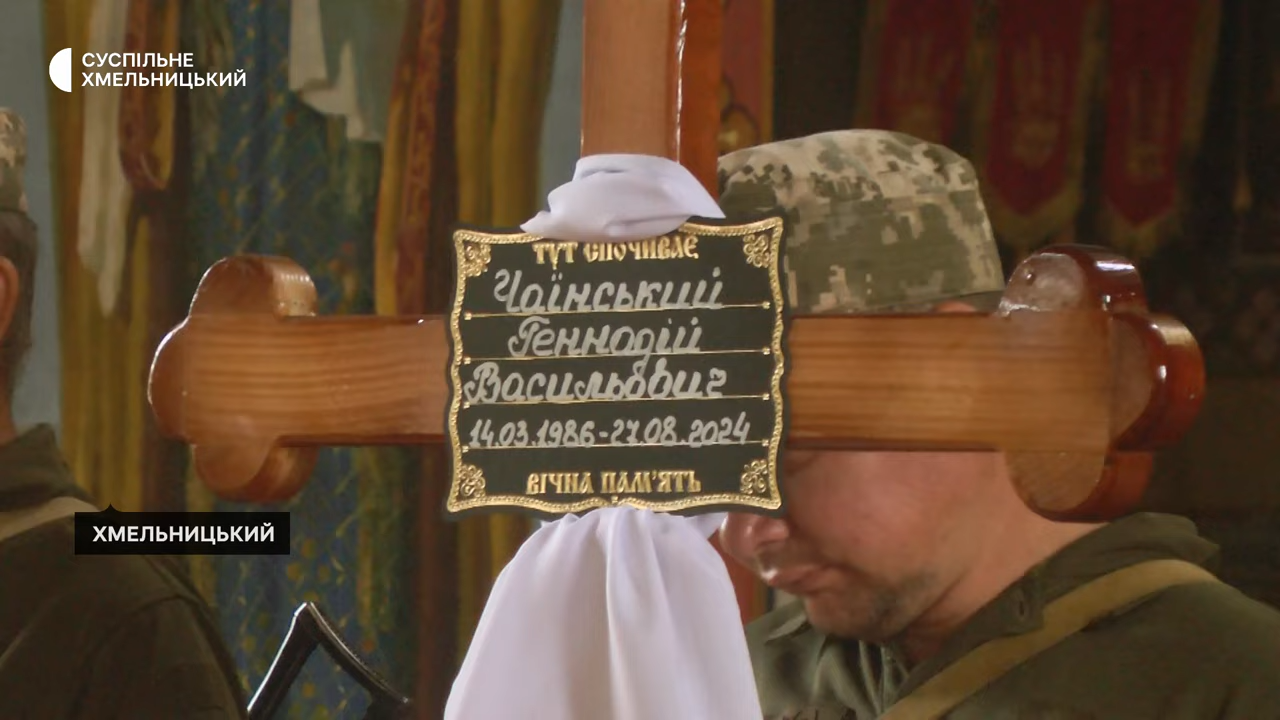 СУСПІЛЬНЕ
ХМЕЛЬНИЦЬКИЙ
ТУТ СПОЧИВАЄ
Чаїнський
Геннадій
Васильович
14.03.1986-27.08.2024
ВІЧНА ПАМ'ЯТЬ
ХМЕЛЬНИЦЬКИЙ